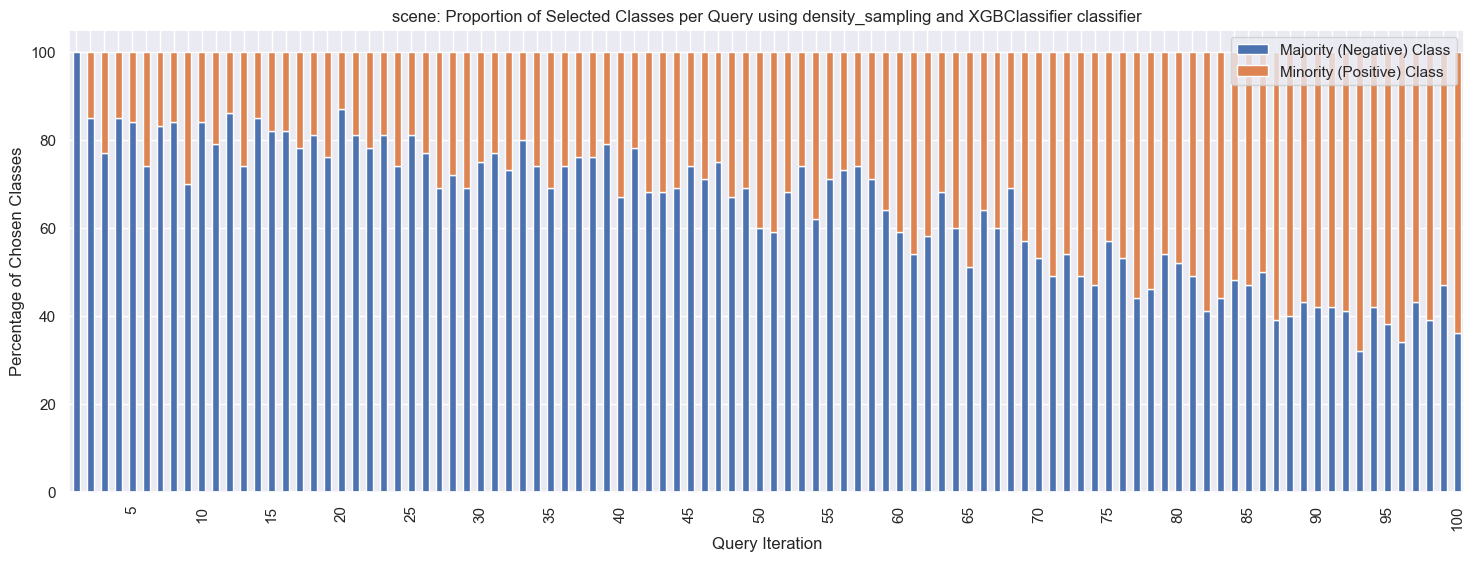 scene: Proportion of Selected Classes per Query using density_sampling and XGBClassifier classifier
Majority (Negative) Class
Minority (Positive) Class
Percentage of Chosen Classes
100
80
60
40
20
0
5 10 15 20 25 30 35 40 45 50 55 60 65 70 75 80 85 90 95 100
Query Iteration